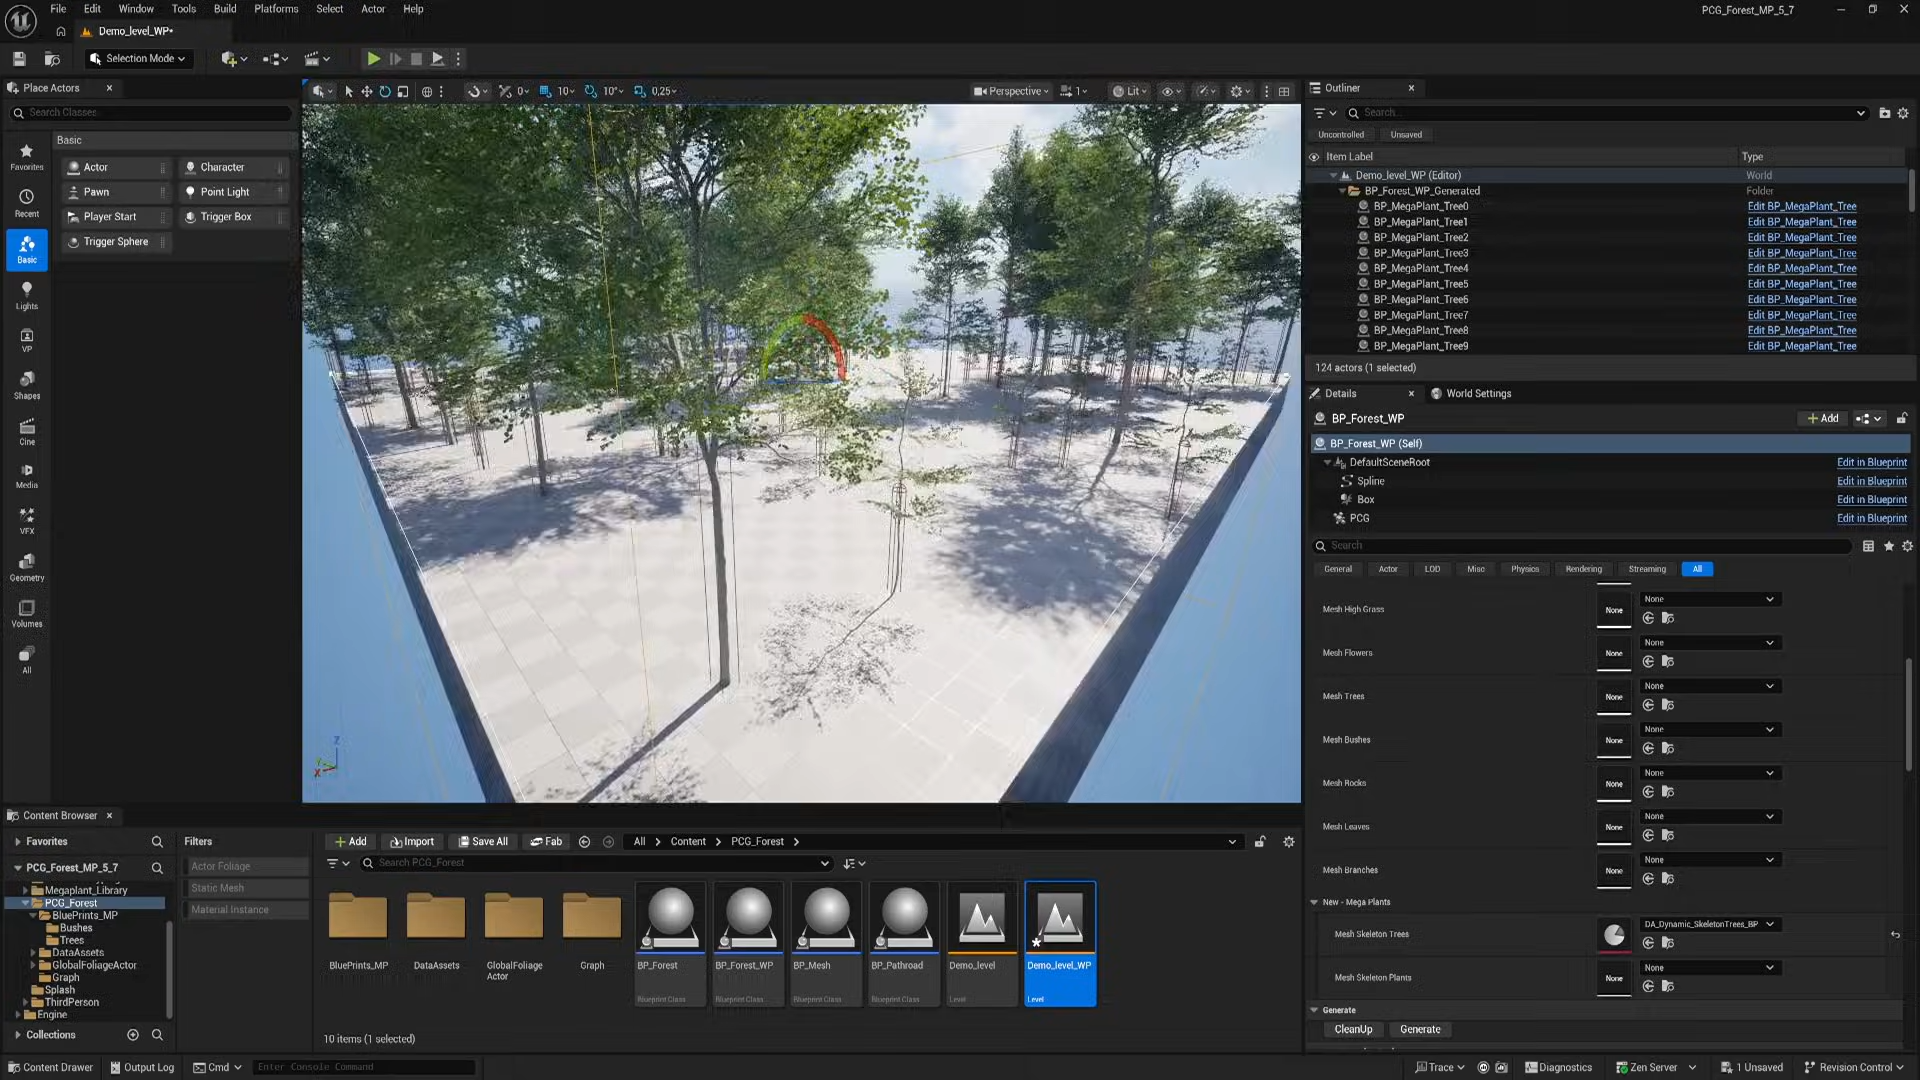 File Edit Window Tools Build Platforms Select Actor Help
PCG_Forest_MP_5_7
Demo_level_WP*
Selection Mode
Place Actors
Search Classes
Basic
Favorites
Recent
Basic
Lights
VP
Shapes
Cine
Media
VFX
Geometry
Volumes
All
Actor Character
Pawn Point Light
Player Start Trigger Box
Trigger Sphere
0 10 10° 0,25
Perspective 1 Lit
Z
X
Outliner
Search...
Uncontrolled Unsaved
Item Label Type
Demo_level_WP (Editor) World
BP_Forest_WP_Generated Folder
BP_MegaPlant_Tree0 Edit BP_MegaPlant_Tree
BP_MegaPlant_Tree1 Edit BP_MegaPlant_Tree
BP_MegaPlant_Tree2 Edit BP_MegaPlant_Tree
BP_MegaPlant_Tree3 Edit BP_MegaPlant_Tree
BP_MegaPlant_Tree4 Edit BP_MegaPlant_Tree
BP_MegaPlant_Tree5 Edit BP_MegaPlant_Tree
BP_MegaPlant_Tree6 Edit BP_MegaPlant_Tree
BP_MegaPlant_Tree7 Edit BP_MegaPlant_Tree
BP_MegaPlant_Tree8 Edit BP_MegaPlant_Tree
BP_MegaPlant_Tree9 Edit BP_MegaPlant_Tree
124 actors (1 selected)
Details World Settings
BP_Forest_WP Add
BP_Forest_WP (Self)
DefaultSceneRoot Edit in Blueprint
Spline Edit in Blueprint
Box Edit in Blueprint
PCG Edit in Blueprint
Search
General Actor LOD Misc Physics Rendering Streaming All
Mesh High Grass None None
Mesh Flowers None None
Mesh Trees None None
Mesh Bushes None None
Mesh Rocks None None
Mesh Leaves None None
Mesh Branches None None
New - Mega Plants
Mesh Skeleton Trees DA_Dynamic_SkeletonTrees_BP
Mesh Skeleton Plants None None
Generate
CleanUp Generate
Content Browser
Favorites
PCG_Forest_MP_5_7
Megaplant_Library
PCG_Forest
BluePrints_MP
Bushes
Trees
DataAssets
GlobalFoliageActor
Graph
Splash
ThirdPerson
Engine
Collections
Filters
Actor Foliage
Static Mesh
Material Instance
Add Import Save All Fab All Content PCG_Forest
Search PCG_Forest
BluePrints_MP DataAssets GlobalFoliage Graph BP_Forest BP_Forest_WP BP_Mesh BP_Pathroad Demo_level Demo_level_WP
Actor
Blueprint Class Blueprint Class Blueprint Class Blueprint Class Level Level
10 items (1 selected)
Content Drawer Output Log Cmd Enter Console Command
Trace Diagnostics Zen Server 1 Unsaved Revision Control